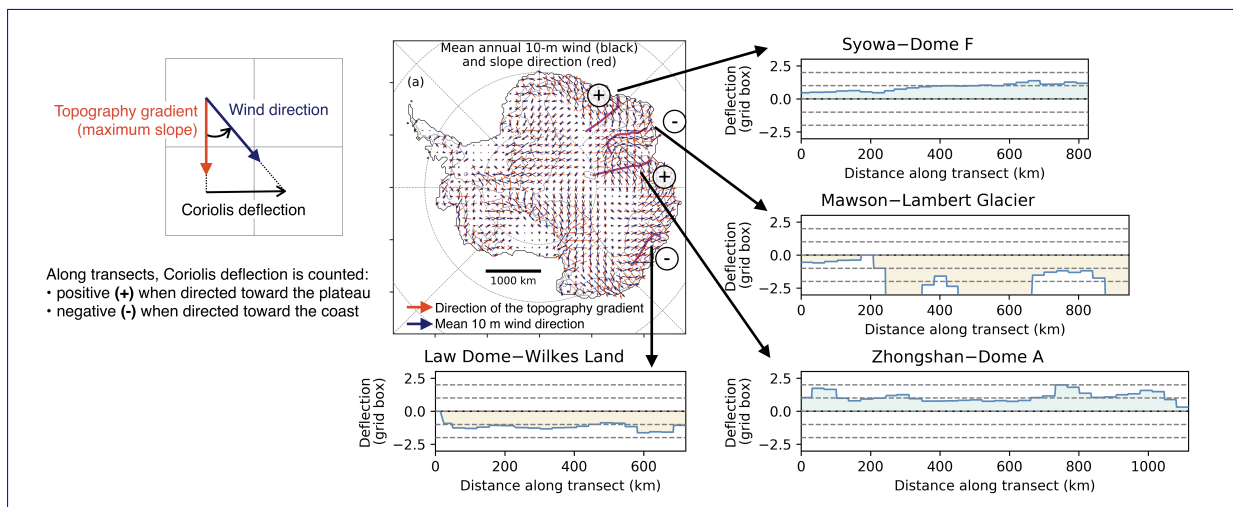 Topography gradient
(maximum slope)
Wind direction
Coriolis deflection
Along transects, Coriolis deflection is counted:
• positive (+) when directed toward the plateau
• negative (-) when directed toward the coast
Mean annual 10-m wind (black)
and slope direction (red)
(a)
+
-
+
-
1000 km
Direction of the topography gradient
Mean 10 m wind direction
Syowa−Dome F
Deflection
(grid box)
2.5
0.0
−2.5
0 200 400 600 800
Distance along transect (km)
Mawson−Lambert Glacier
Deflection
(grid box)
2.5
0.0
−2.5
0 200 400 600 800
Distance along transect (km)
Law Dome−Wilkes Land
Deflection
(grid box)
2.5
0.0
−2.5
0 200 400 600
Distance along transect (km)
Zhongshan−Dome A
Deflection
(grid box)
2.5
0.0
−2.5
0 200 400 600 800 1000
Distance along transect (km)